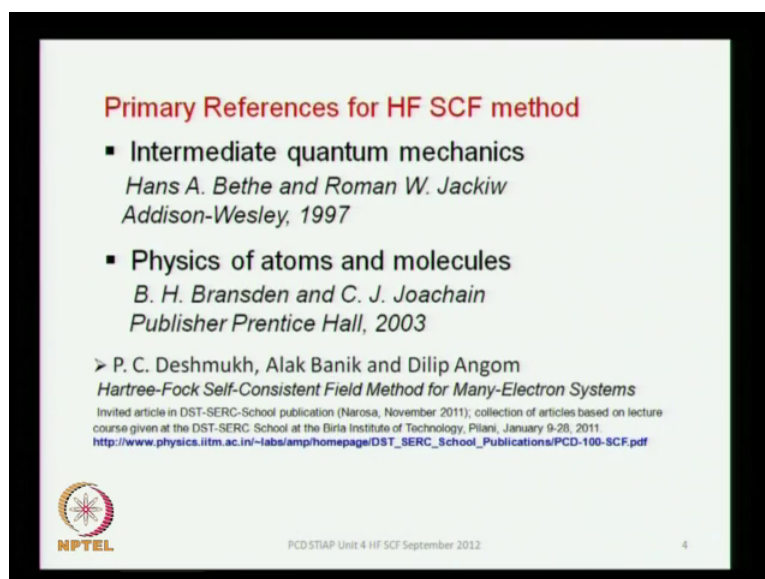 Primary References for HF SCF method
▪ Intermediate quantum mechanics
Hans A. Bethe and Roman W. Jackiw
Addison-Wesley, 1997
▪ Physics of atoms and molecules
B. H. Bransden and C. J. Joachain
Publisher Prentice Hall, 2003
➢ P. C. Deshmukh, Alak Banik and Dilip Angom
Hartree-Fock Self-Consistent Field Method for Many-Electron Systems
Invited article in DST-SERC-School publication (Narosa, November 2011); collection of articles based on lecture
course given at the DST-SERC School at the Birla Institute of Technology, Pilani, January 9-28, 2011.
http://www.physics.iitm.ac.in/~labs/amp/homepage/DST_SERC_School_Publications/PCD-100-SCF.pdf
NPTEL
PCD STIAP Unit 4 HF SCF September 2012
4